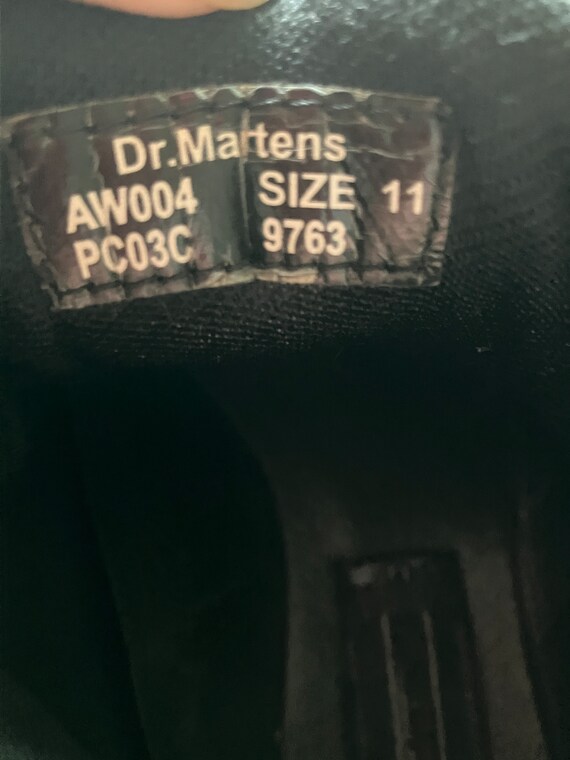 Dr.Martens
AW004 SIZE 11
PC03C 9763